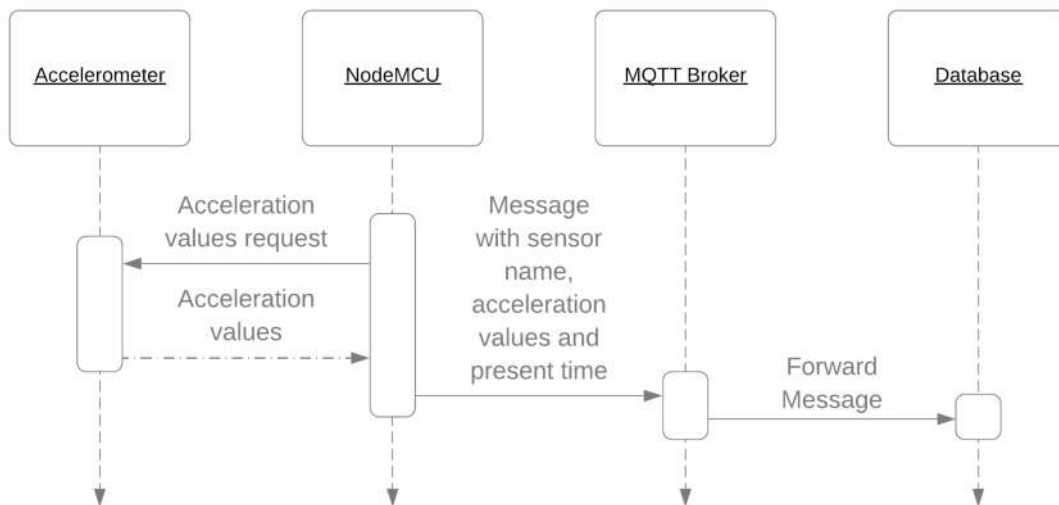 Accelerometer
NodeMCU
MQTT Broker
Database
Acceleration
values request
Acceleration
values
Message
with sensor
name,
acceleration
values and
present time
Forward
Message